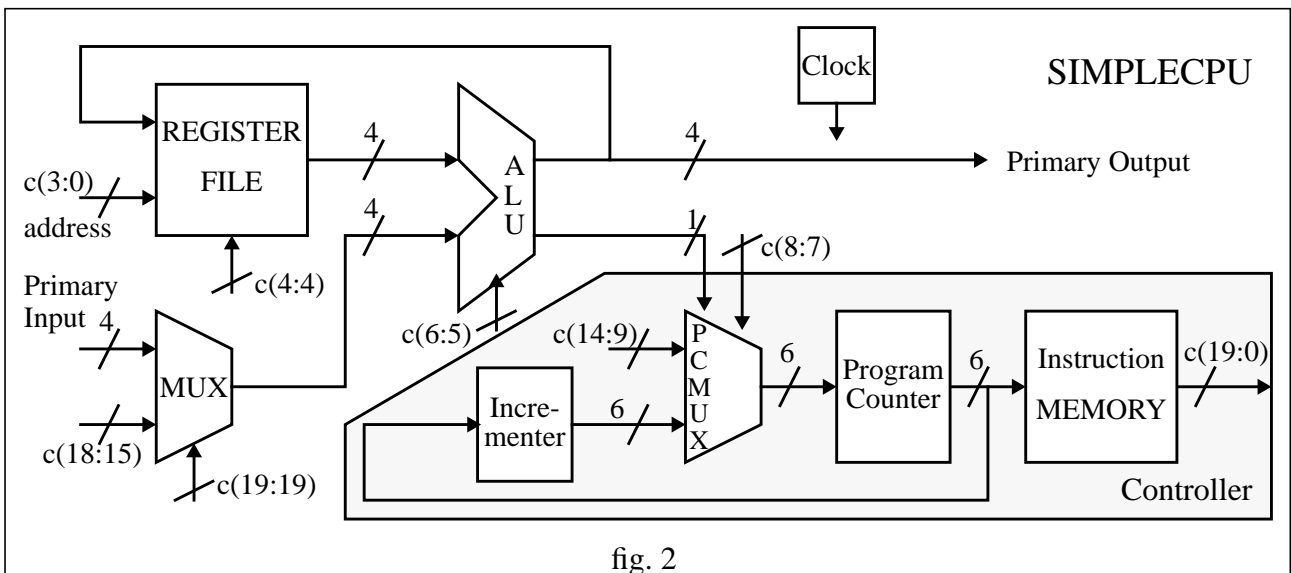 Clock
SIMPLECPU
REGISTER
FILE
4
4
A
L
U
4
Primary Output
c(3:0)
address
4
1
c(8:7)
c(4:4)
Primary
Input
4
c(6:5)
c(14:9)
P
C
M
U
X
6
Program
Counter
6
Instruction
MEMORY
c(19:0)
MUX
Incre-
menter
6
c(18:15)
c(19:19)
Controller
fig. 2